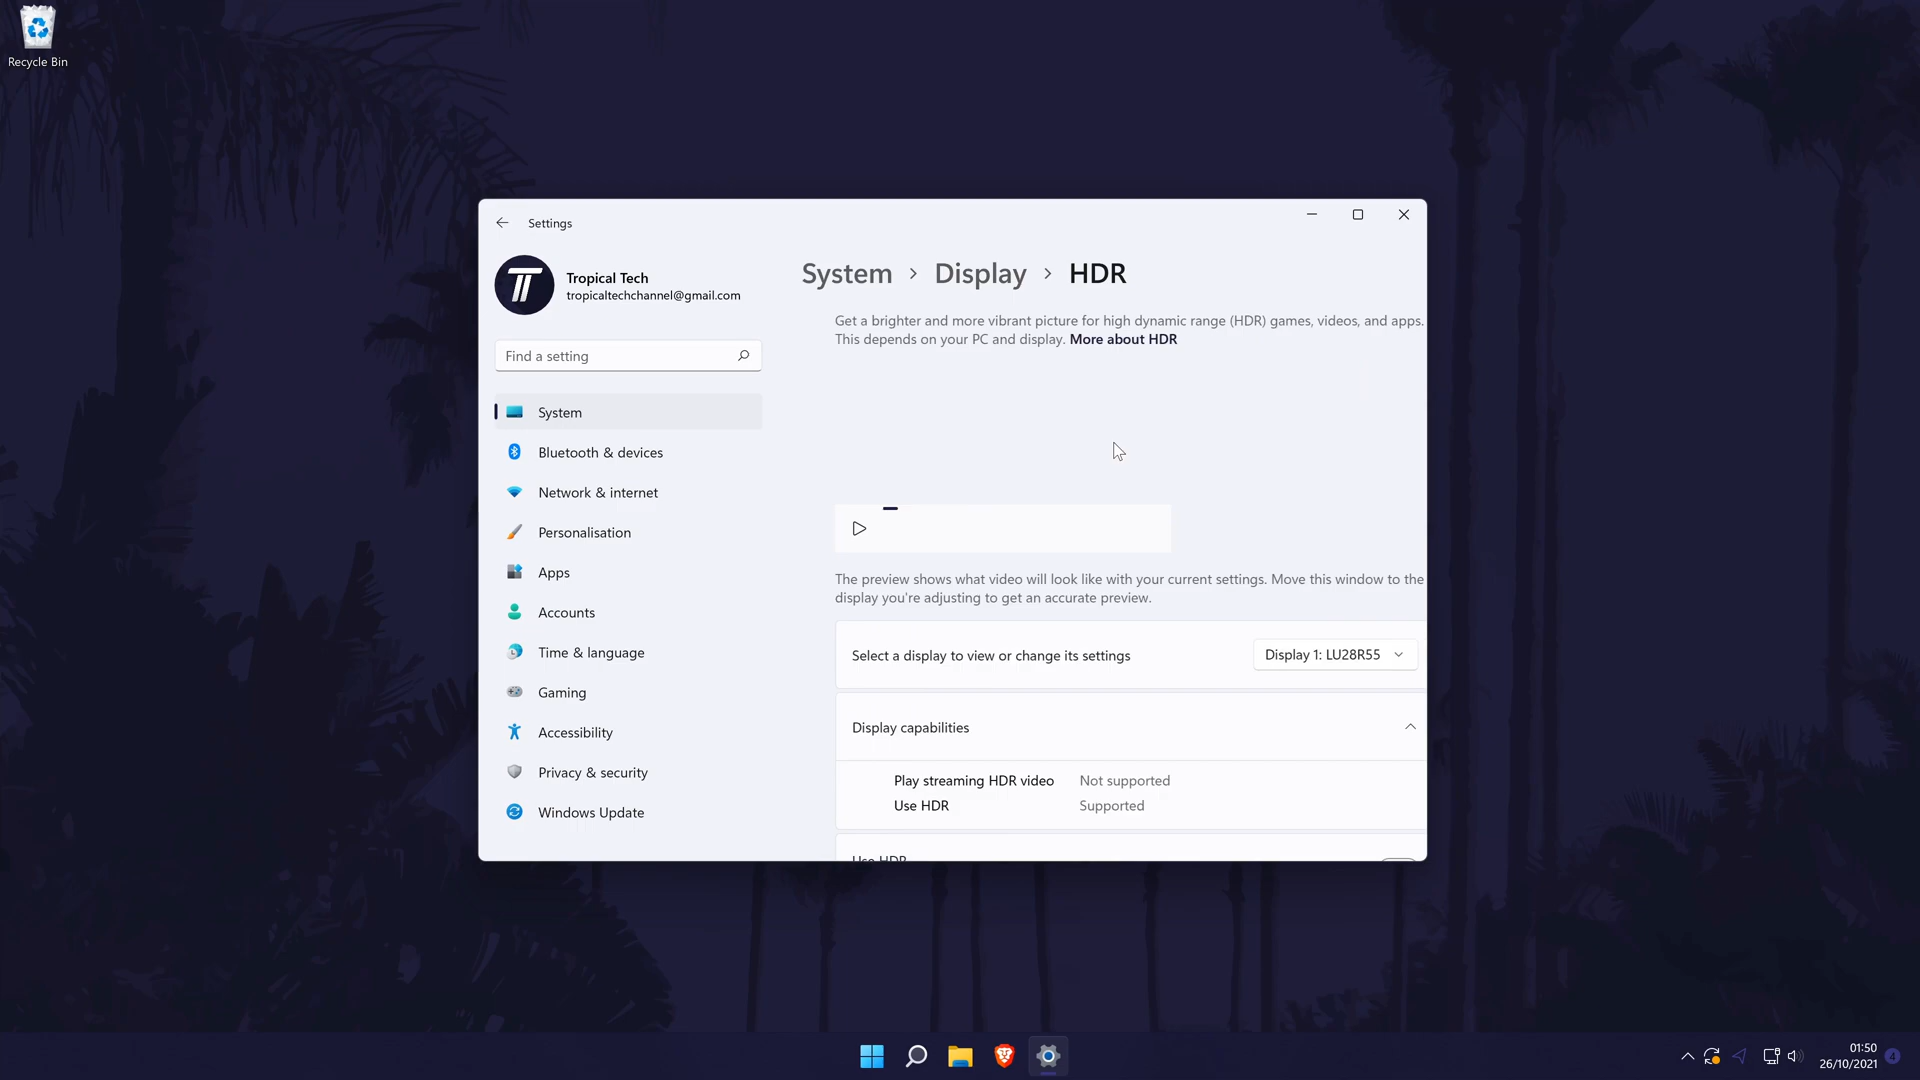 Recycle Bin
Settings
Tropical Tech
tropicaltechchannel@gmail.com
Find a setting
System
Bluetooth & devices
Network & internet
Personalisation
Apps
Accounts
Time & language
Gaming
Accessibility
Privacy & security
Windows Update
System > Display > HDR
Get a brighter and more vibrant picture for high dynamic range (HDR) games, videos, and apps.
This depends on your PC and display. More about HDR
The preview shows what video will look like with your current settings. Move this window to the
display you're adjusting to get an accurate preview.
Select a display to view or change its settings
Display 1: LU28R55
Display capabilities
Play streaming HDR video Not supported
Use HDR Supported
Use HDR
01:50
26/10/2021
4